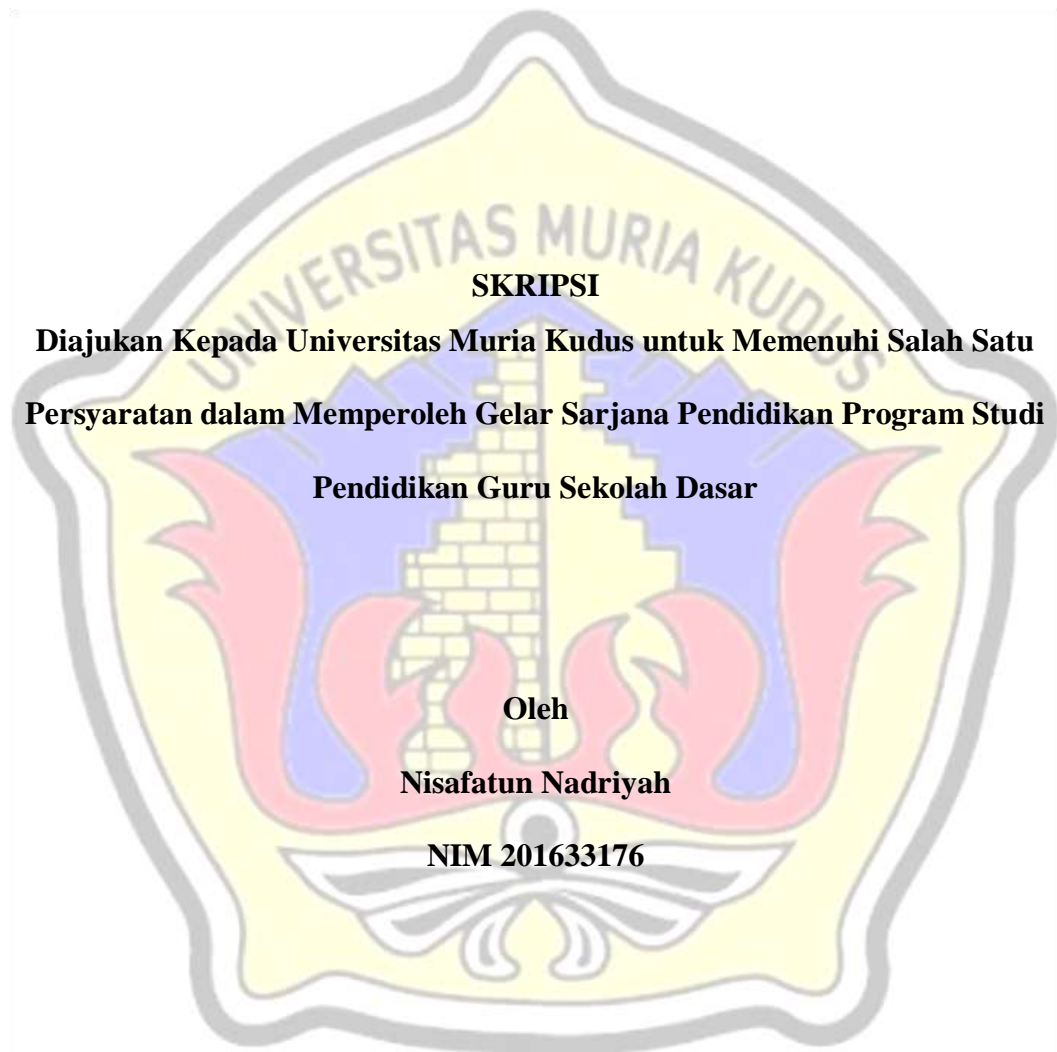 UNIVERSITAS MURIA KUDUS
SKRIPSI
Diajukan Kepada Universitas Muria Kudus untuk Memenuhi Salah Satu
Persyaratan dalam Memperoleh Gelar Sarjana Pendidikan Program Studi
Pendidikan Guru Sekolah Dasar
Oleh
Nisafatun Nadriyah
NIM 201633176